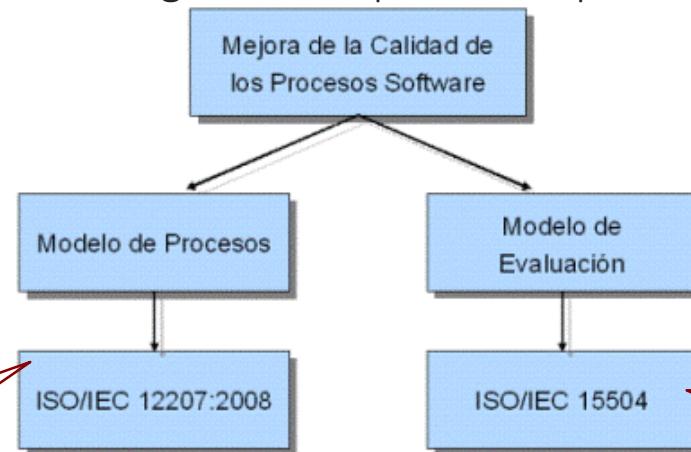 Mejora de la Calidad de
los Procesos Software
Modelo de Procesos
Modelo de
Evaluación
ISO/IEC 12207:2008
ISO/IEC 15504